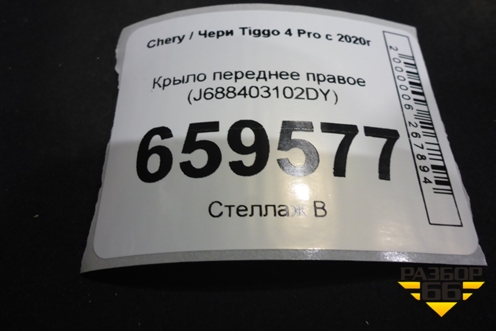 Chery / Чери Tiggo 4 Pro с 2020г
Крыло переднее правое
(J688403102DY)
659577
Стеллаж В
2000006267894
РАЗБОР
66